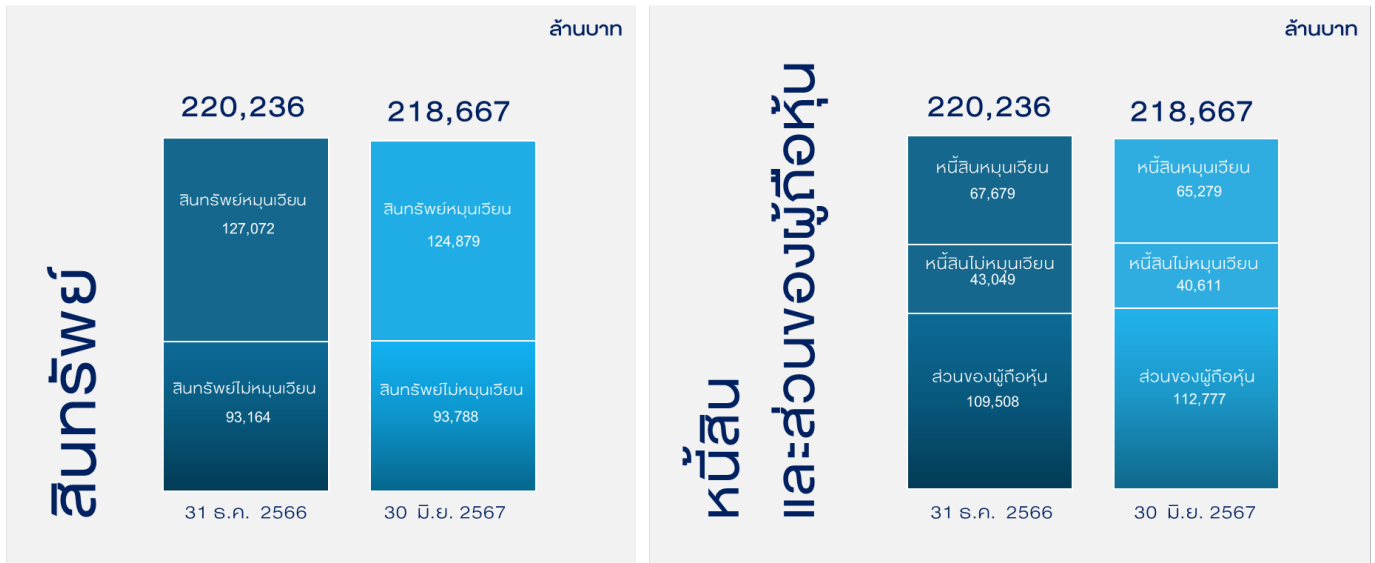 ล้านบาท
220,236
218,667
สินทรัพย์หมุนเวียน
127,072
สินทรัพย์หมุนเวียน
124,879
สินทรัพย์ไม่หมุนเวียน
93,164
สินทรัพย์ไม่หมุนเวียน
93,788
สินทรัพย์
31 ธ.ค. 2566
30 มิ.ย. 2567
ล้านบาท
220,236
218,667
หนี้สินหมุนเวียน
67,679
หนี้สินหมุนเวียน
65,279
หนี้สินไม่หมุนเวียน
43,049
หนี้สินไม่หมุนเวียน
40,611
ส่วนของผู้ถือหุ้น
109,508
ส่วนของผู้ถือหุ้น
112,777
หนี้สิน
และส่วนของผู้ถือหุ้น
31 ธ.ค. 2566
30 มิ.ย. 2567